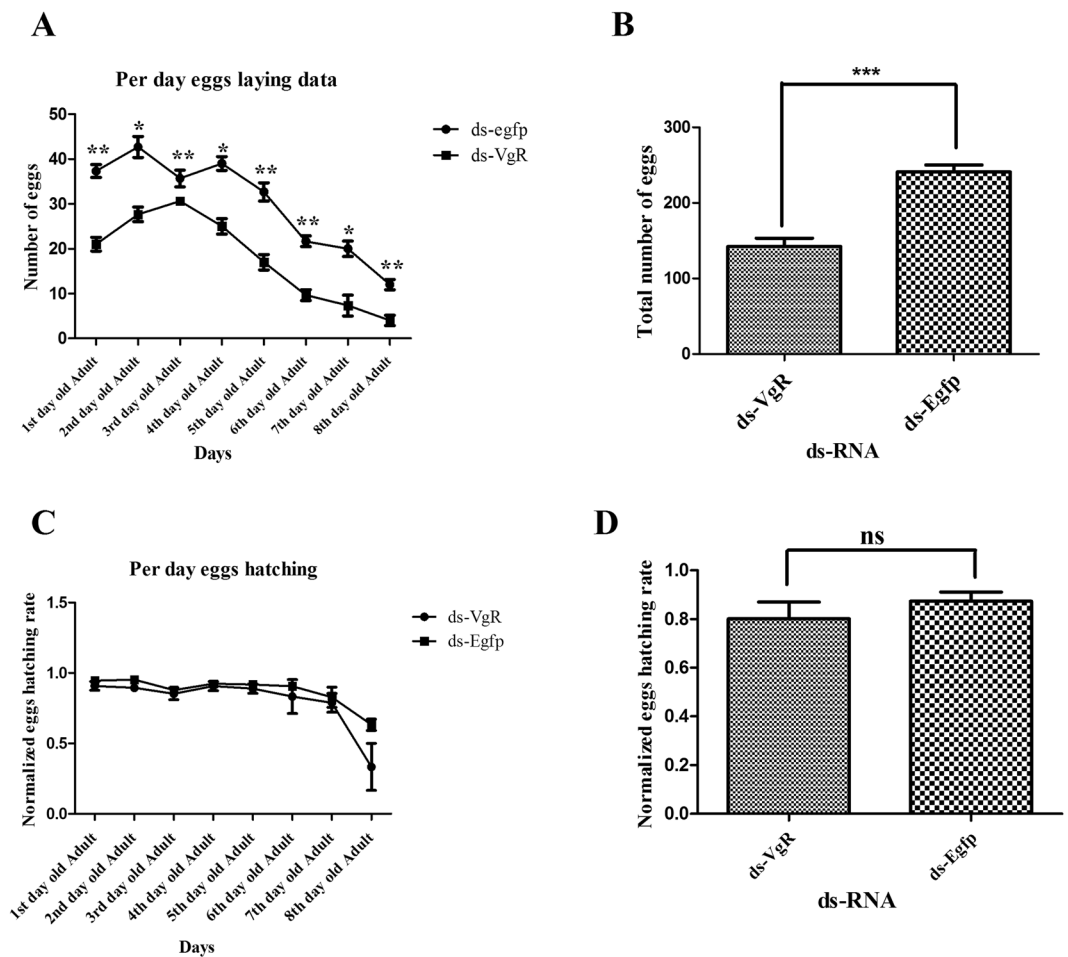 A
Per day eggs laying data
Number of eggs
50
40
30
20
10
0
**
*
**
*
**
**
*
**
ds-egfp
ds-VgR
1st day old Adult
2nd day old Adult
3rd day old Adult
4th day old Adult
5th day old Adult
6th day old Adult
7th day old Adult
8th day old Adult
Days
B
***
Total number of eggs
300
200
100
0
ds-VgR
ds-Egfp
ds-RNA
C
Per day eggs hatching
Normalized eggs hatching rate
1.5
1.0
0.5
0.0
ds-VgR
ds-Egfp
1st day old Adult
2nd day old Adult
3rd day old Adult
4th day old Adult
5th day old Adult
6th day old Adult
7th day old Adult
8th day old Adult
Days
D
ns
Normalized eggs hatching rate
1.0
0.8
0.6
0.4
0.2
0.0
ds-VgR
ds-Egfp
ds-RNA